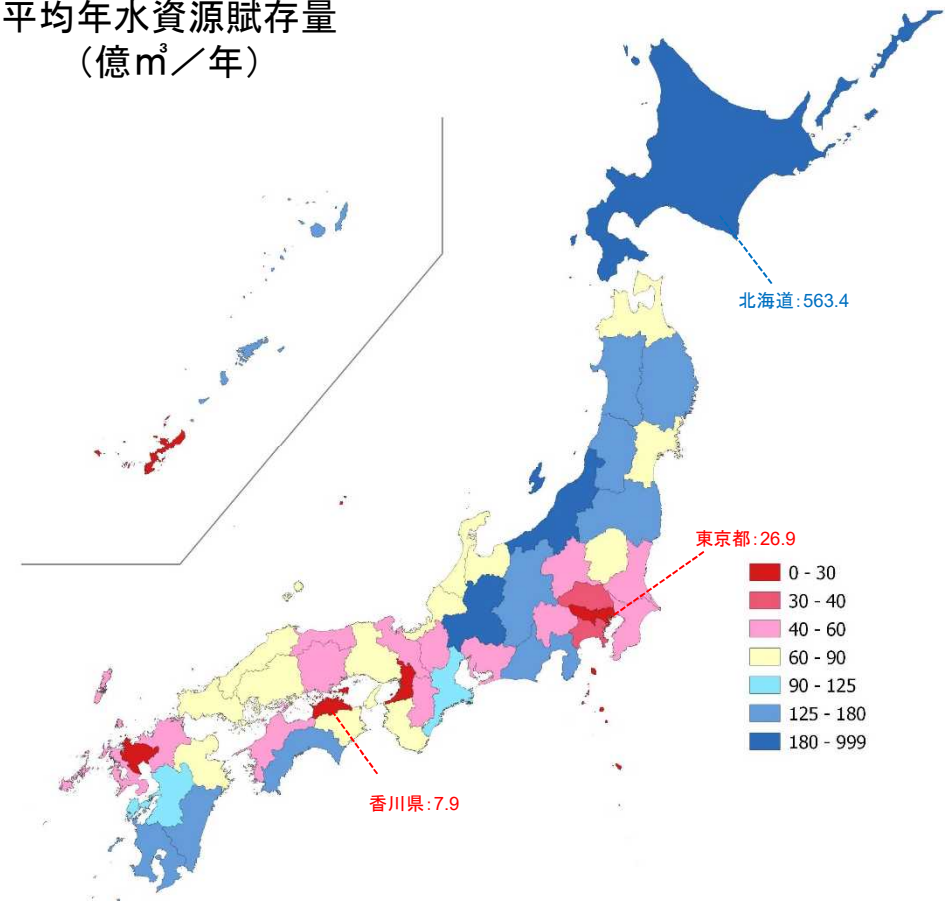 平均年水資源賦存量
（億㎥／年）
北海道：563.4
東京都：26.9
0 - 30
30 - 40
40 - 60
60 - 90
90 - 125
125 - 180
180 - 999
香川県：7.9